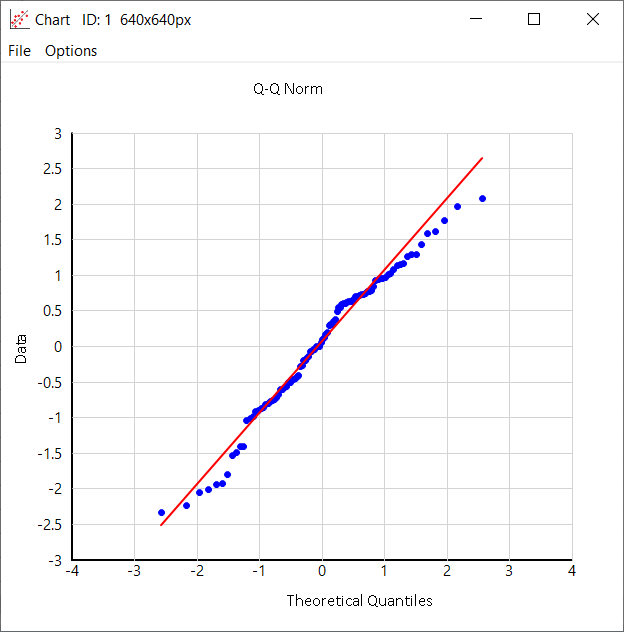 Chart ID: 1 640x640px
File Options
Q-Q Norm
3
2.5
2
1.5
1
0.5
0
-0.5
-1
-1.5
-2
-2.5
-3
Data
-4 -3 -2 -1 0 1 2 3 4
Theoretical Quantiles